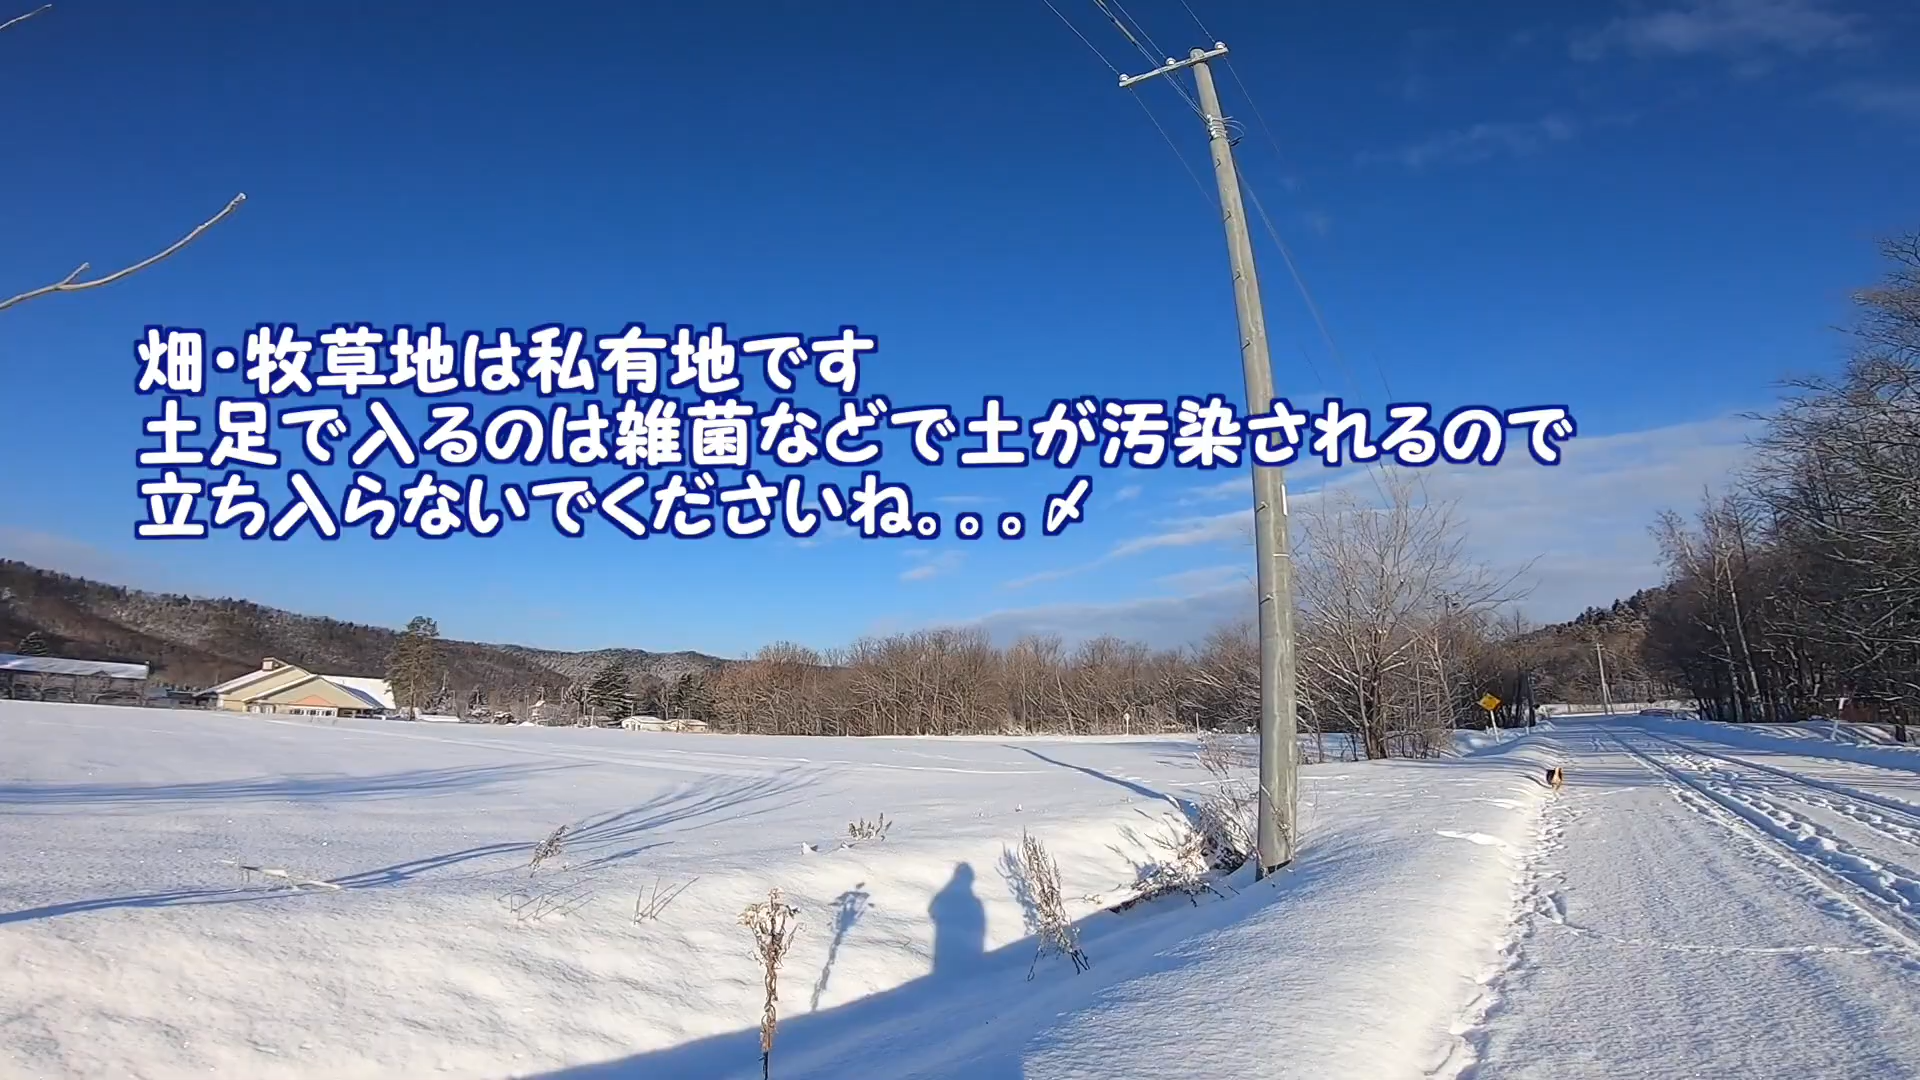 畑・牧草地は私有地です
土足で入るのは雑菌などで土が汚染されるので
立ち入らないでくださいね。。。〆